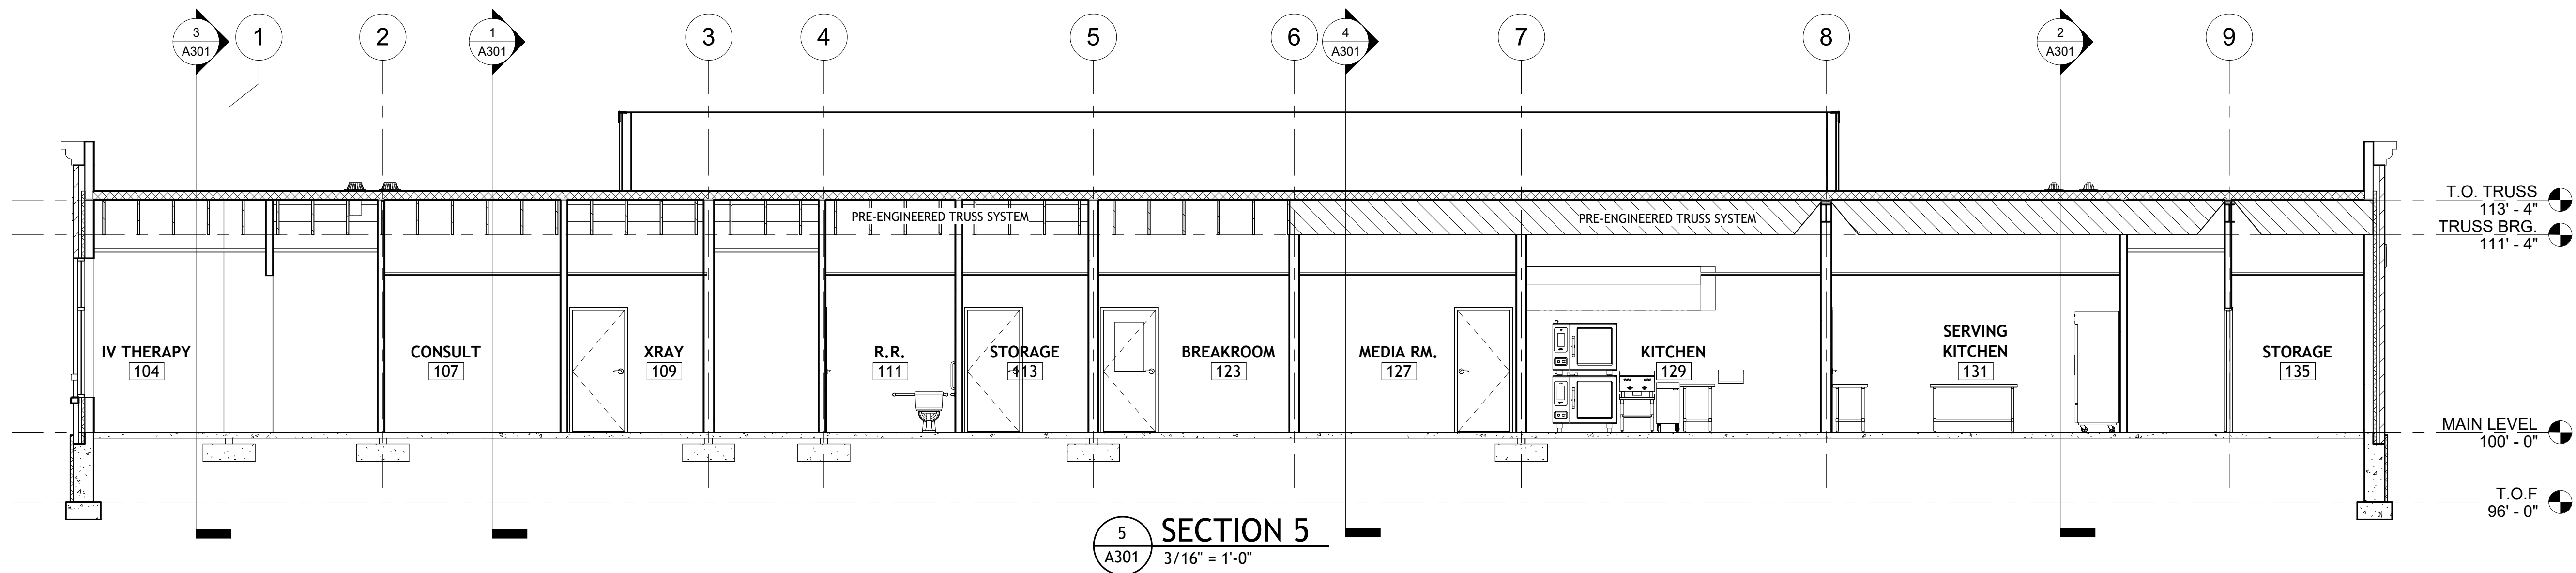 3
A301
1
2
1
A301
3
4
5
6
4
A301
7
8
2
A301
9
PRE-ENGINEERED TRUSS SYSTEM
PRE-ENGINEERED TRUSS SYSTEM
T.O. TRUSS
113' - 4"
TRUSS BRG.
111' - 4"
IV THERAPY
104
CONSULT
107
XRAY
109
R.R.
111
STORAGE
113
BREAKROOM
123
MEDIA RM.
127
KITCHEN
129
SERVING
KITCHEN
131
STORAGE
135
MAIN LEVEL
100' - 0"
T.O.F
96' - 0"
5
A301
SECTION 5
3/16" = 1'-0"